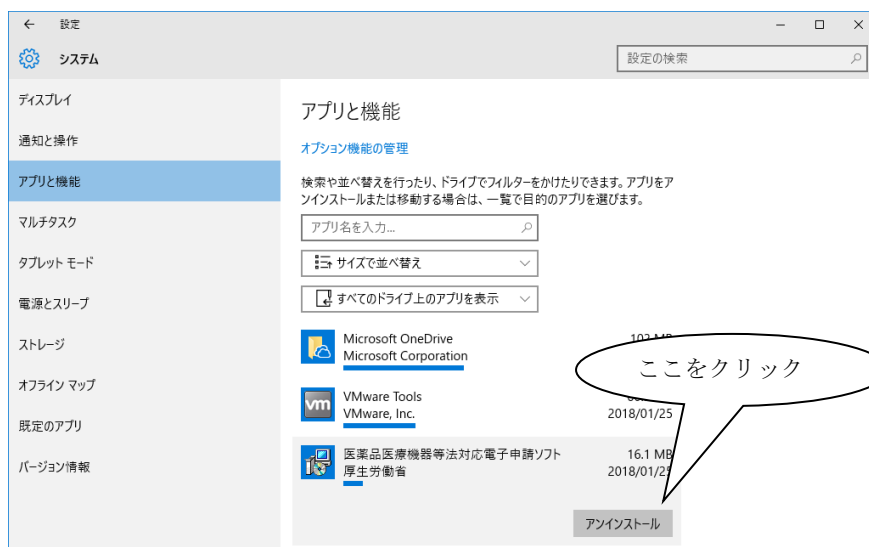 設定
システム
設定の検索
ディスプレイ
通知と操作
アプリと機能
マルチタスク
タブレット モード
電源とスリープ
ストレージ
オフライン マップ
既定のアプリ
バージョン情報
アプリと機能
オプション機能の管理
検索や並べ替えを行ったり、ドライブでフィルターをかけたりできます。アプリをア
ンインストールまたは移動する場合は、一覧で目的のアプリを選びます。
アプリ名を入力...
サイズで並べ替え
すべてのドライブ上のアプリを表示
Microsoft OneDrive
Microsoft Corporation
ここをクリック
vm
VMware Tools
VMware, Inc.
2018/01/25
医薬品医療機器等法対応電子申請ソフト
16.1 MB
厚生労働省
2018/01/25
アンインストール